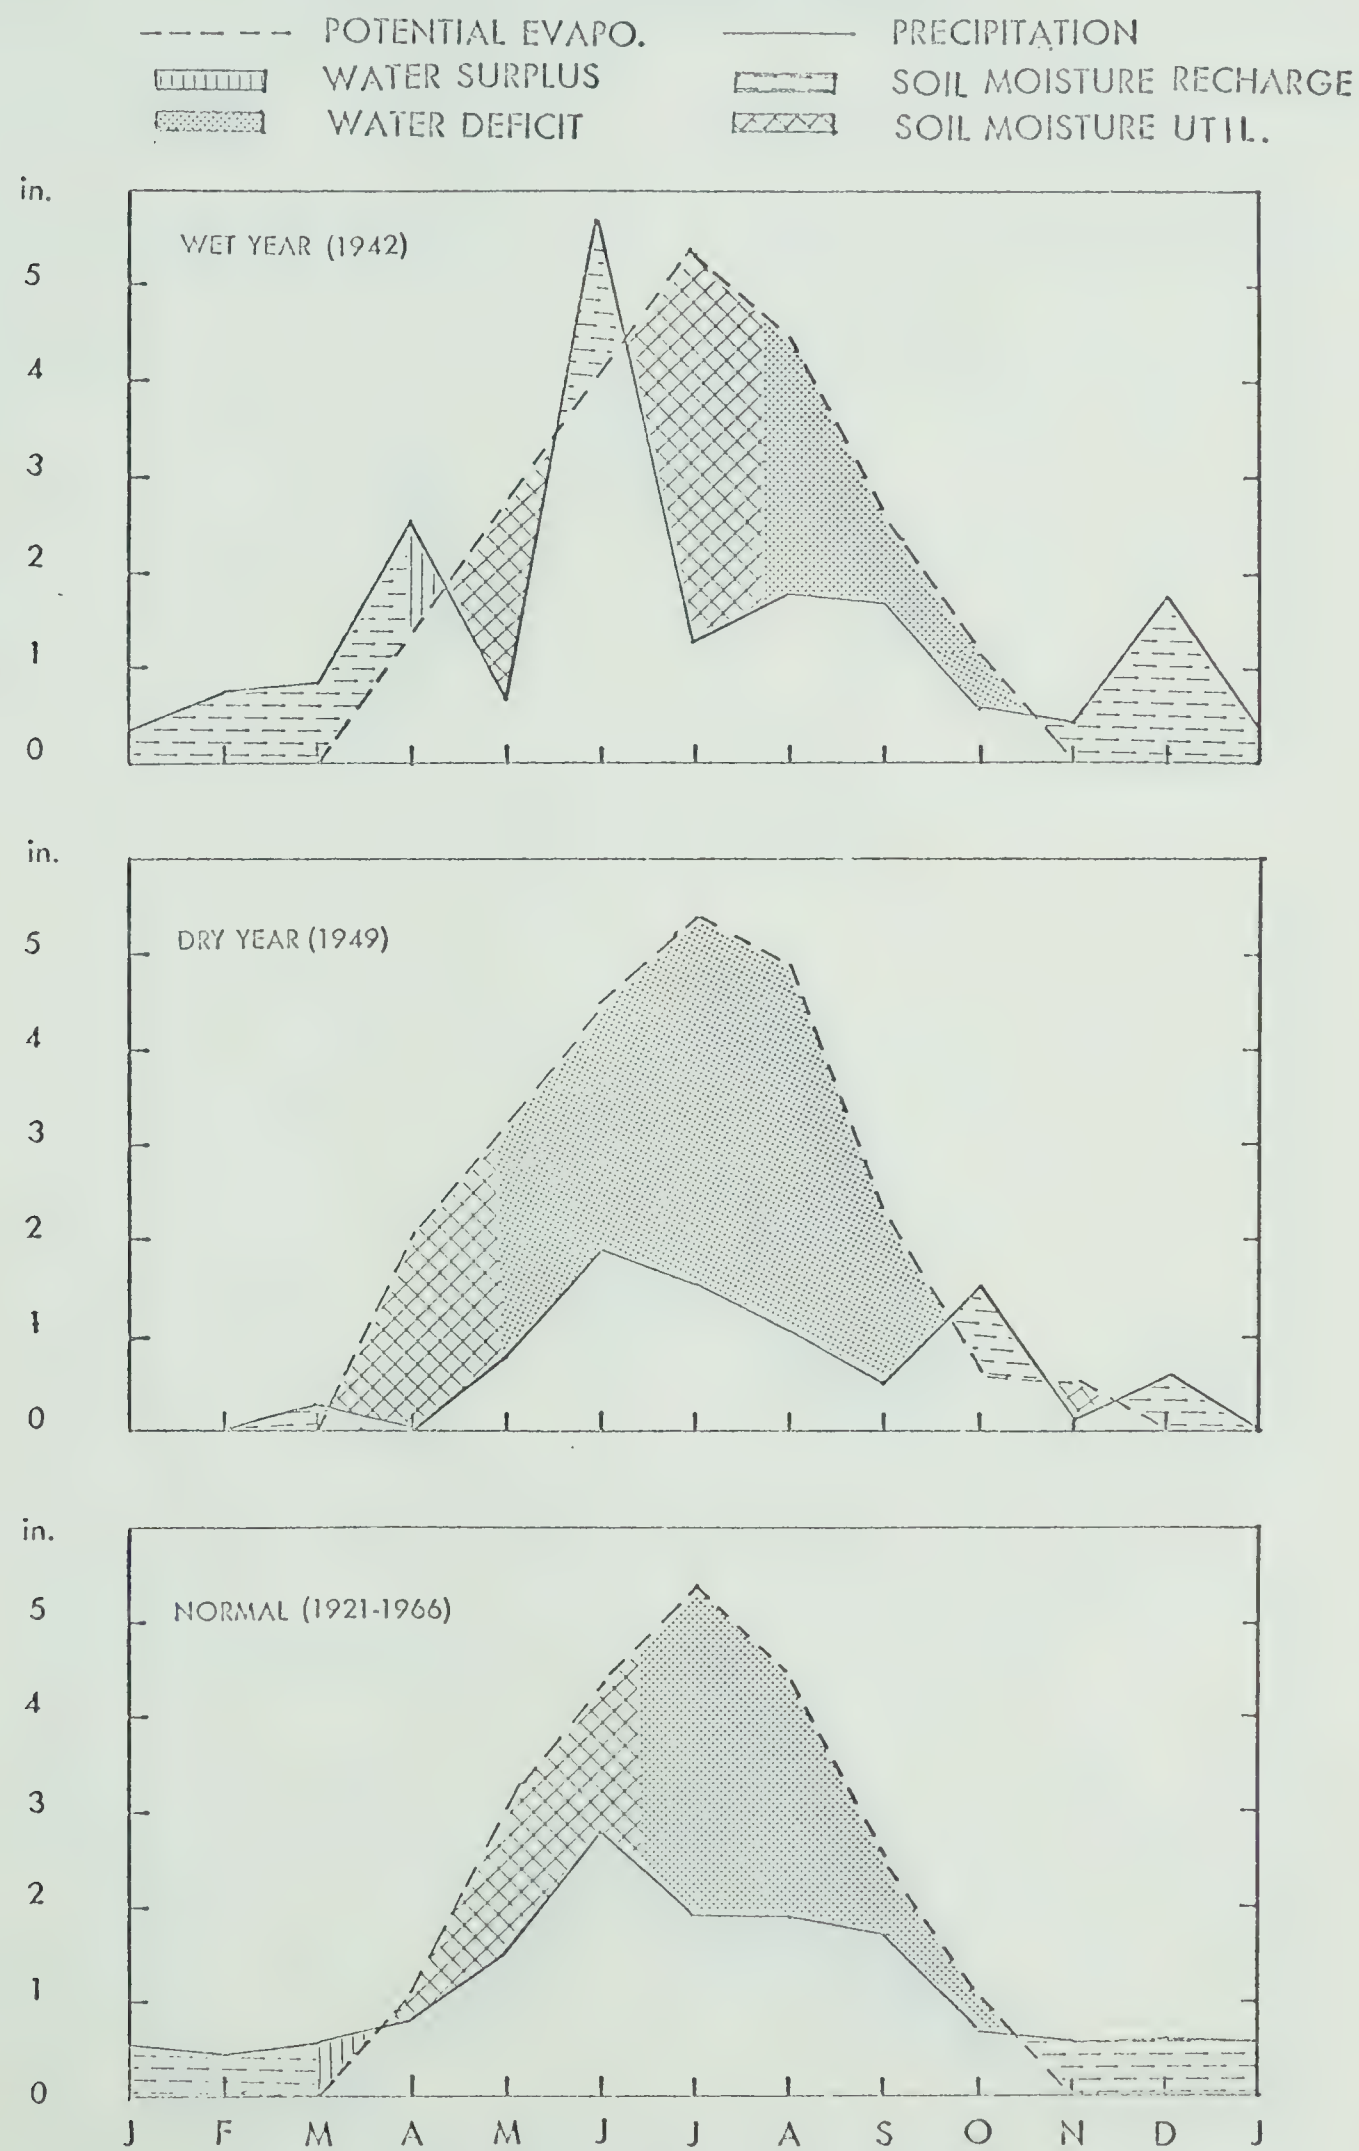 POTENTIAL EVAPO. PRECIPITATION
WATER SURPLUS SOIL MOISTURE RECHARGE
WATER DEFICIT SOIL MOISTURE UTIL.
in.
WET YEAR (1942)
5
4
3
2
1
0
in.
DRY YEAR (1949)
5
4
3
2
1
0
in.
NORMAL (1921-1966)
5
4
3
2
1
0
J F M A M J J A S O N D J